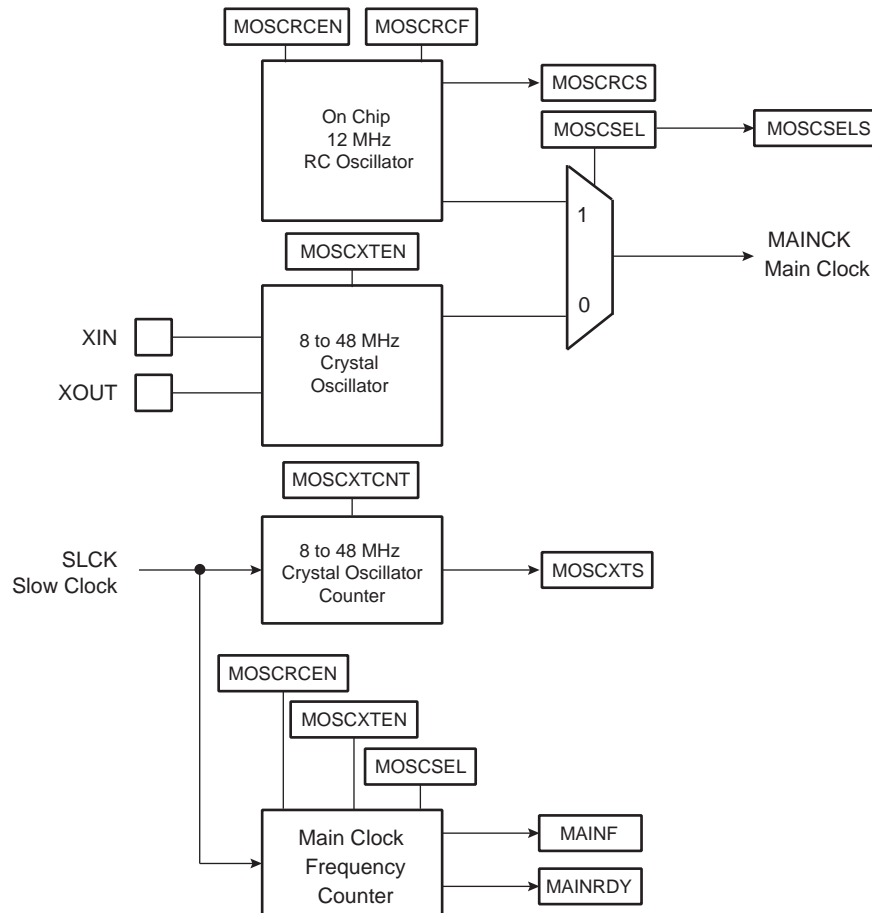 MOSCRCEN
MOSCRCF
On Chip
12 MHz
RC Oscillator
MOSCRCS
MOSCSEL
MOSCSELS
1
0
MAINCK
Main Clock
MOSCXTEN
XIN
XOUT
8 to 48 MHz
Crystal
Oscillator
MOSCXTCNT
SLCK
Slow Clock
8 to 48 MHz
Crystal Oscillator
Counter
MOSCXTS
MOSCRCEN
MOSCXTEN
MOSCSEL
Main Clock
Frequency
Counter
MAINF
MAINRDY